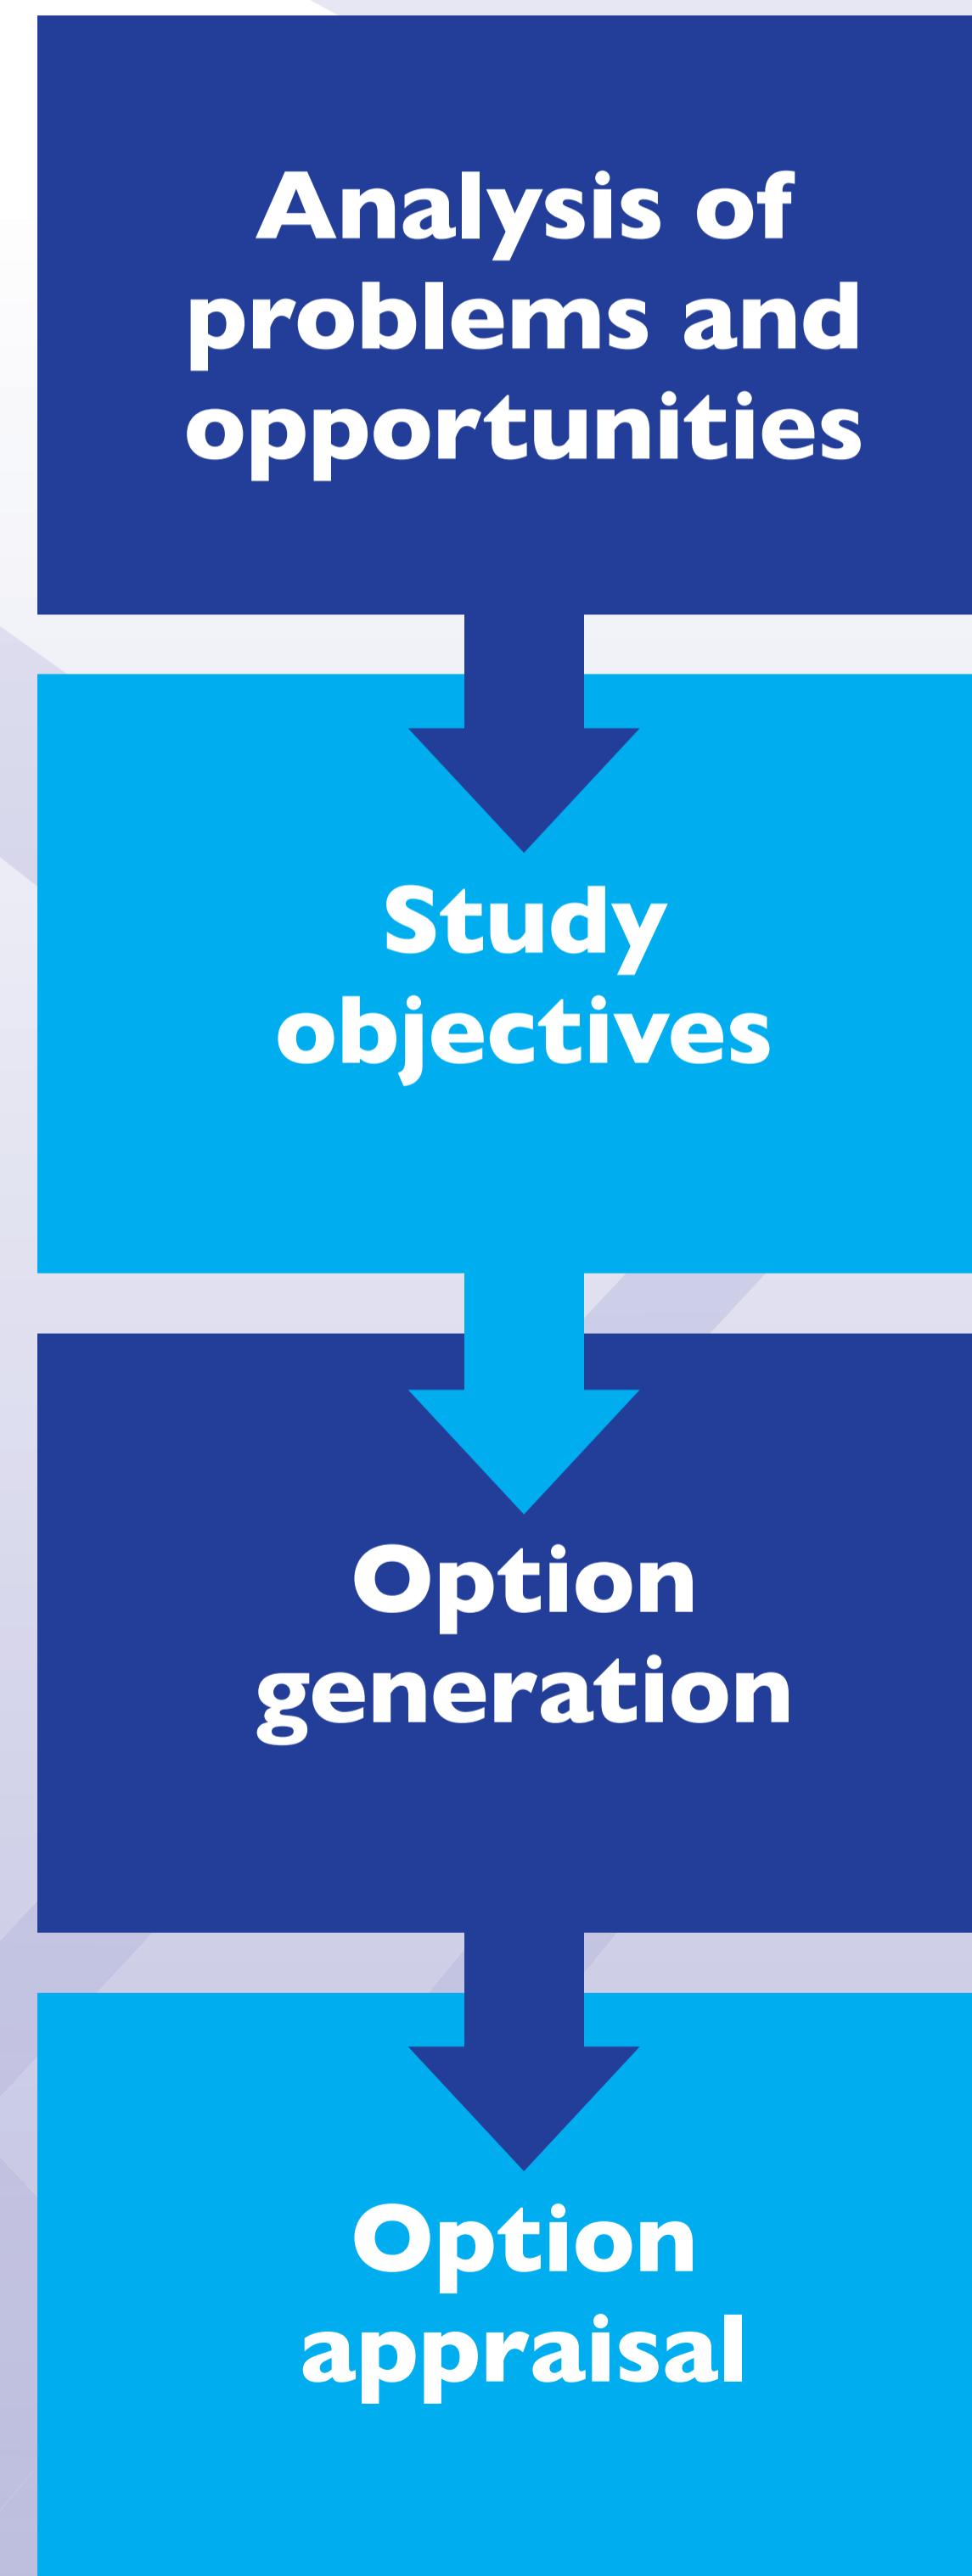 Analysis of
problems and
opportunities
Study
objectives
Option
generation
Option
appraisal